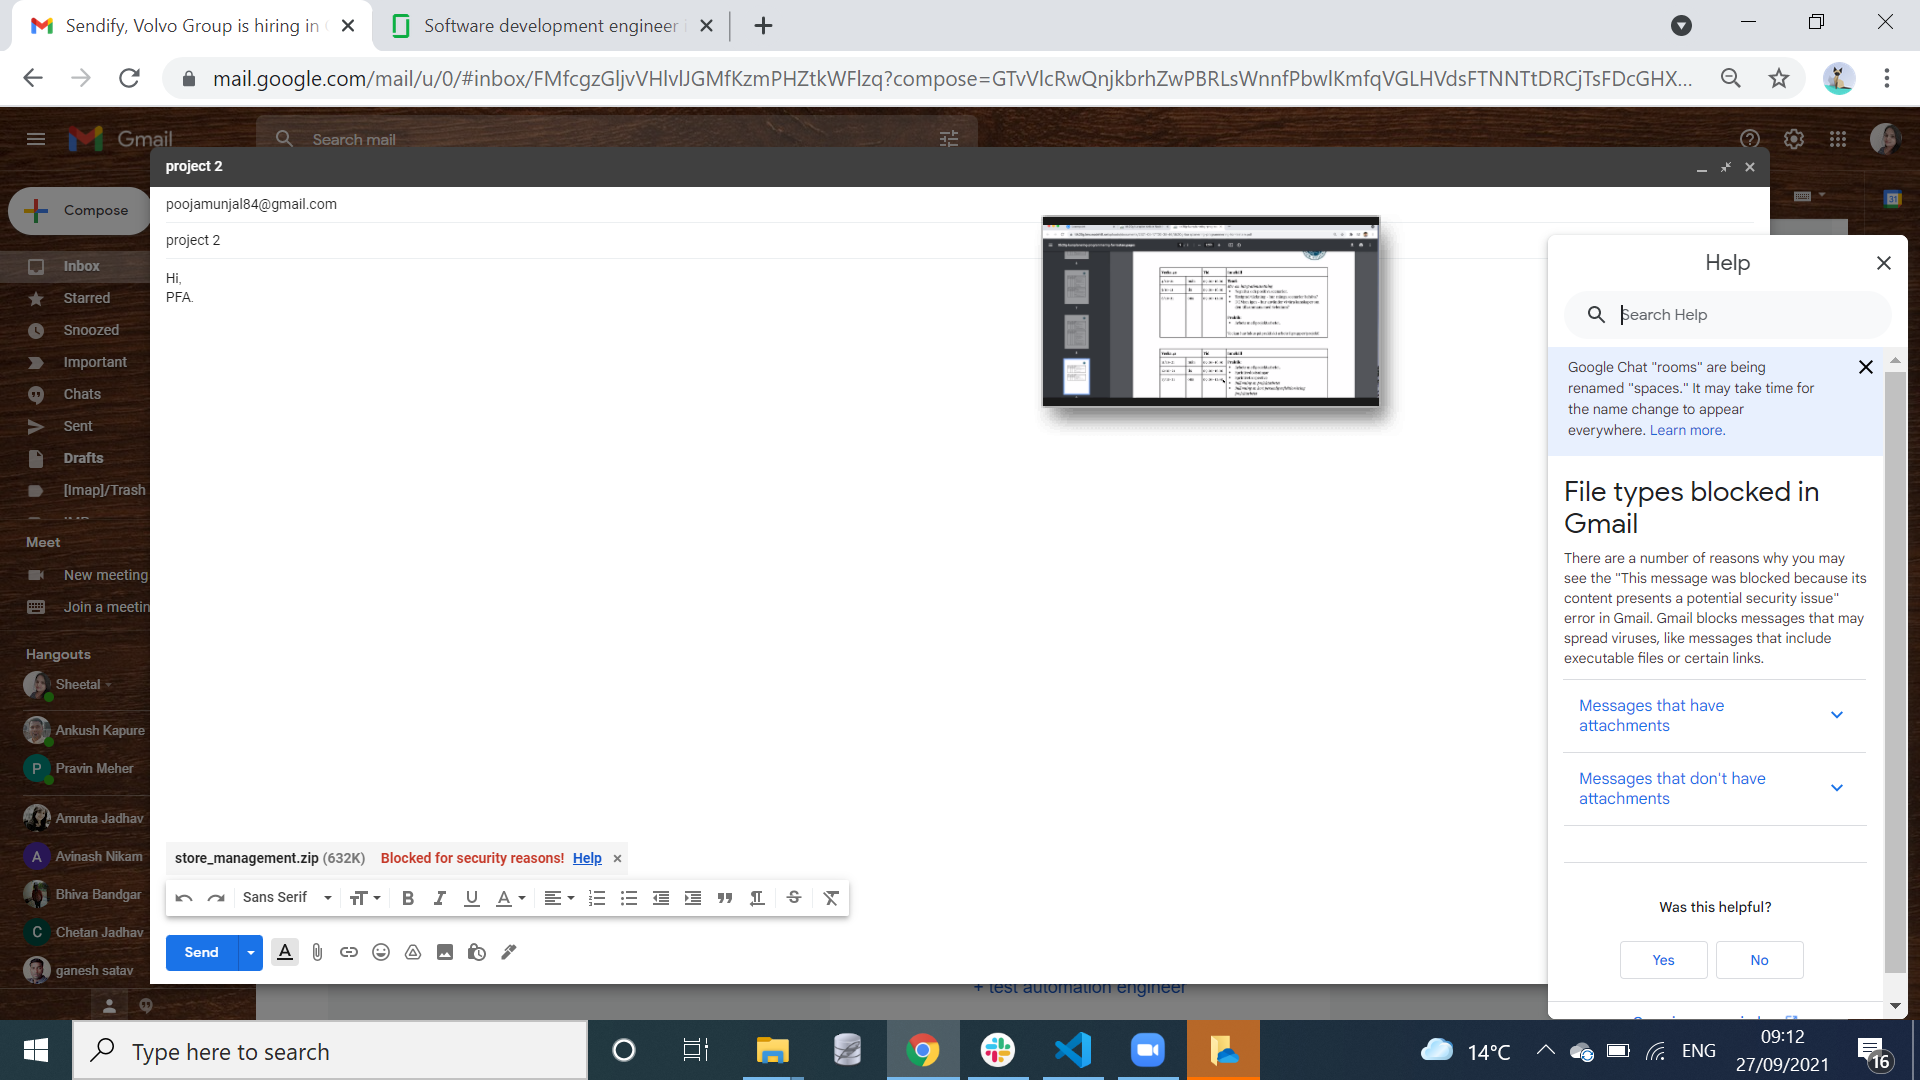 Sendify, Volvo Group is hiring in
Software development engineer i
mail.google.com/mail/u/0/#inbox/FMfcgzGljvVHlvlJGMfKzmPHZtkWFlzq?compose=GTvVlcRwQnjkbrhZwPBRLsWnnfPbwlKmfqVGLHVdsFTNNTtDRCjTsFDcGHX...
Gmail
Search mail
project 2
poojamunjal84@gmail.com
project 2
Hi,
PFA.
Compose
Inbox
Starred
Snoozed
Important
Chats
Sent
Drafts
[Imap]/Trash
Meet
New meeting
Join a meetin
Hangouts
Sheetal
Ankush Kapure
P Pravin Meher
Amruta Jadhav
A Avinash Nikam
Bhiva Bandgar
C Chetan Jadhav
ganesh satav
store_management.zip (632K) Blocked for security reasons! Help
Sans Serif
Send
+ test automation engineer
Help
Search Help
Google Chat "rooms" are being
renamed "spaces." It may take time for
the name change to appear
everywhere. Learn more.
File types blocked in
Gmail
There are a number of reasons why you may
see the "This message was blocked because its
content presents a potential security issue"
error in Gmail. Gmail blocks messages that may
spread viruses, like messages that include
executable files or certain links.
Messages that have
attachments
Messages that don't have
attachments
Was this helpful?
Yes
No
31
Type here to search
14°C
ENG
09:12
27/09/2021
16